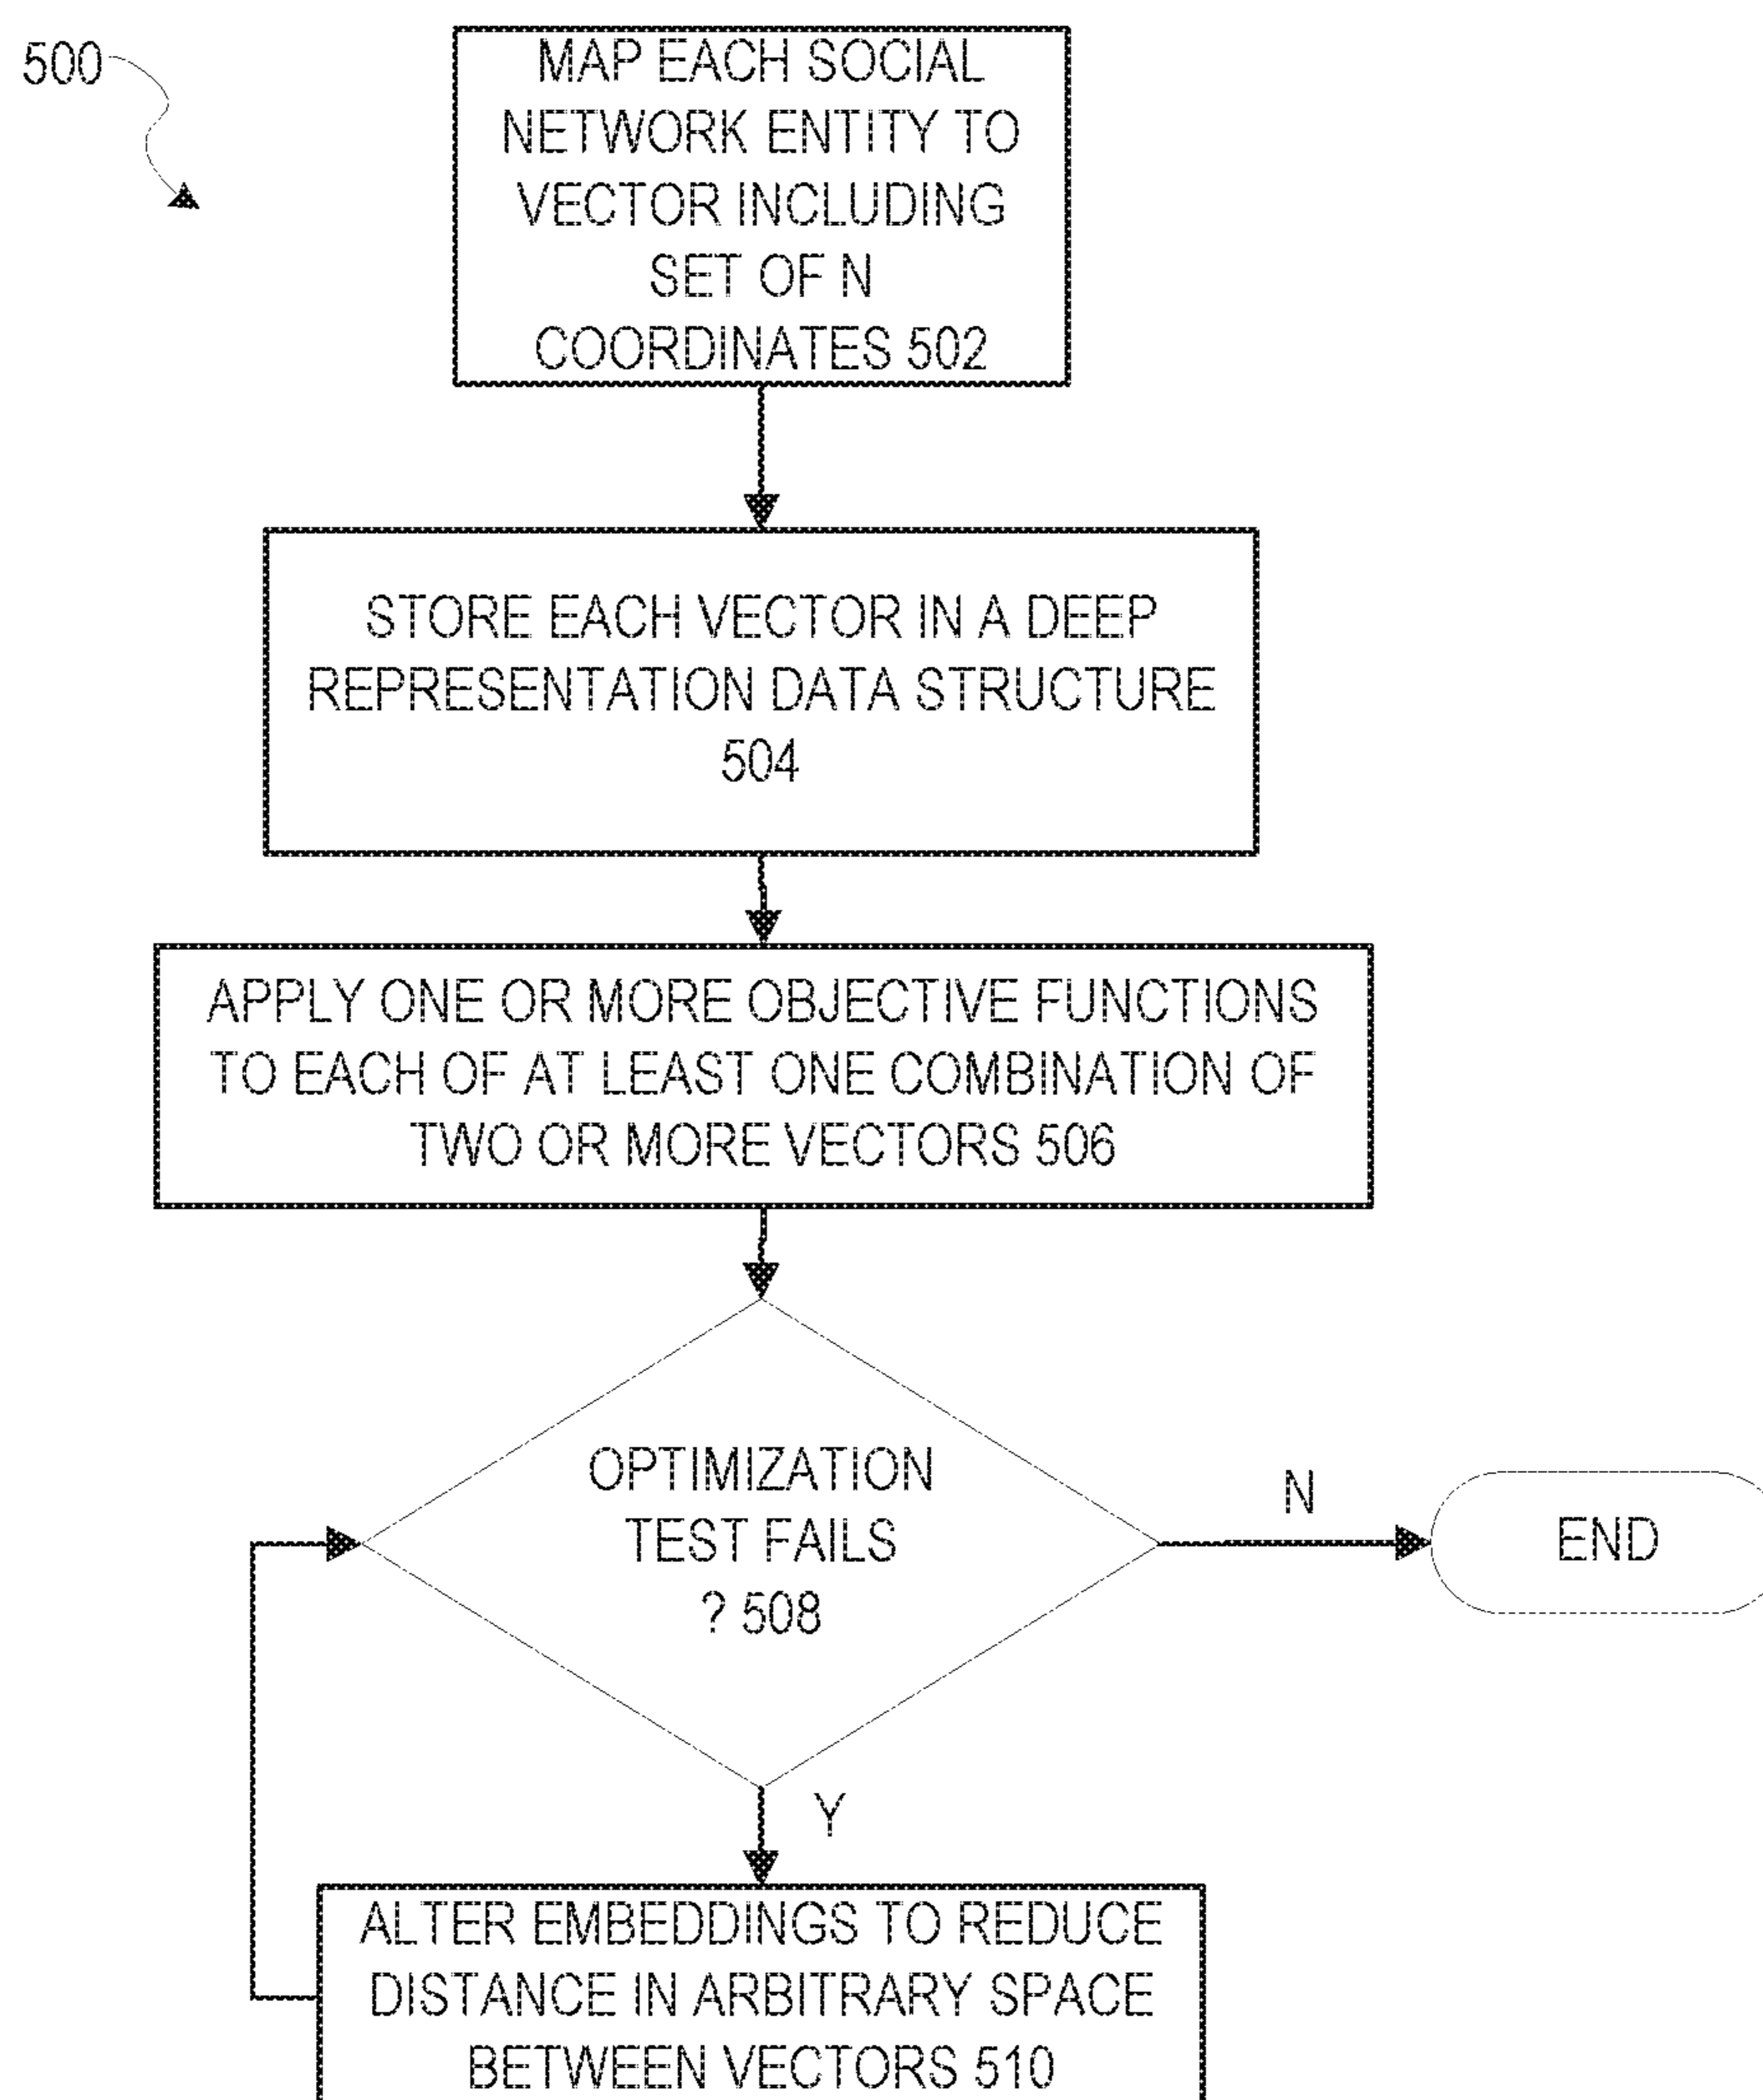 500
MAP EACH SOCIAL
NETWORK ENTITY TO
VECTOR INCLUDING
SET OF N
COORDINATES 502
STORE EACH VECTOR IN A DEEP
REPRESENTATION DATA STRUCTURE
504
APPLY ONE OR MORE OBJECTIVE FUNCTIONS
TO EACH OF AT LEAST ONE COMBINATION OF
TWO OR MORE VECTORS 506
OPTIMIZATION
TEST FAILS
? 508
N
END
Y
ALTER EMBEDDINGS TO REDUCE
DISTANCE IN ARBITRARY SPACE
BETWEEN VECTORS 510